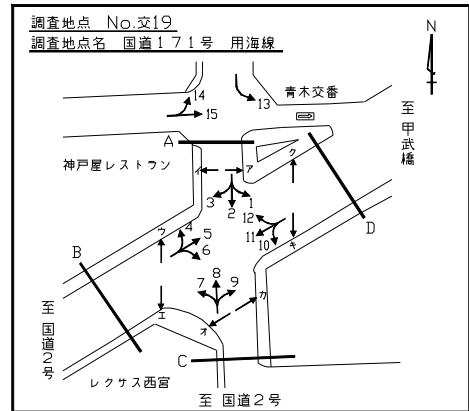 調査地点 No.交19
調査地点名 国道171号 用海線
N
14
15
13
青木交番
至 甲武橋
A
神戸屋レストラン
イ
ア
ク
3
2
1
12
11
10
キ
D
ウ
4
5
6
B
エ
7
8
9
カ
オ
至 国道2号
C
レクサス西宮
至 国道2号